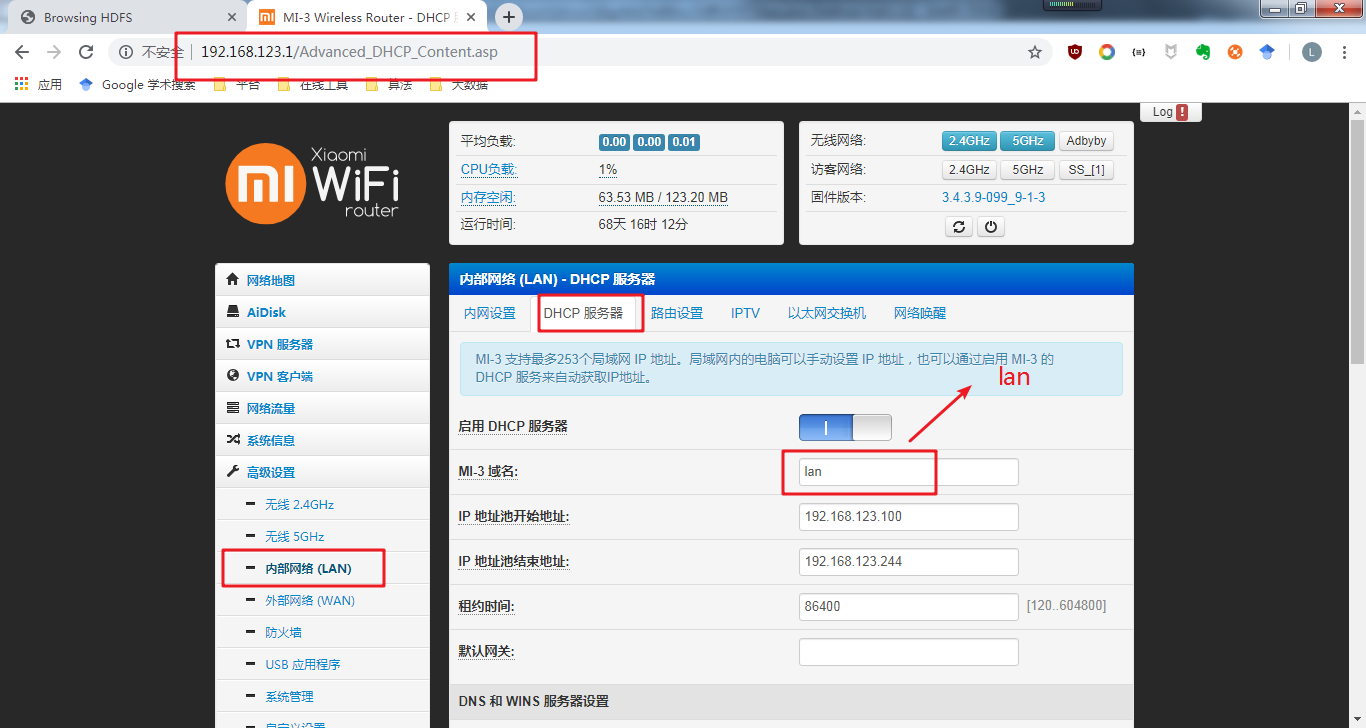 Browsing HDFS
MI-3 Wireless Router - DHCP
不安全 192.168.123.1/Advanced_DHCP_Content.asp
应用 Google 学术搜索 平台 在线工具 算法 大数据
L
Log !
mi Xiaomi WiFi router
平均负载: 0.00 0.00 0.01
CPU负载: 1%
内存空闲: 63.53 MB / 123.20 MB
运行时间: 68天 16时 12分
无线网络: 2.4GHz 5GHz Adbyby
访客网络: 2.4GHz 5GHz SS_[1]
固件版本: 3.4.3.9-099_9-1-3
网络地图
AiDisk
VPN 服务器
VPN 客户端
网络流量
系统信息
高级设置
无线 2.4GHz
无线 5GHz
内部网络 (LAN)
外部网络 (WAN)
防火墙
USB 应用程序
系统管理
自定义设置
内部网络 (LAN) - DHCP 服务器
内网设置 DHCP 服务器 路由设置 IPTV 以太网交换机 网络唤醒
MI-3 支持最多253个局域网 IP 地址。局域网内的电脑可以手动设置 IP 地址，也可以通过启用 MI-3 的
DHCP 服务来自动获取IP地址。
lan
启用 DHCP 服务器
MI-3 域名: lan
IP 地址池开始地址: 192.168.123.100
IP 地址池结束地址: 192.168.123.244
租约时间: 86400 [120..604800]
默认网关:
DNS 和 WINS 服务器设置